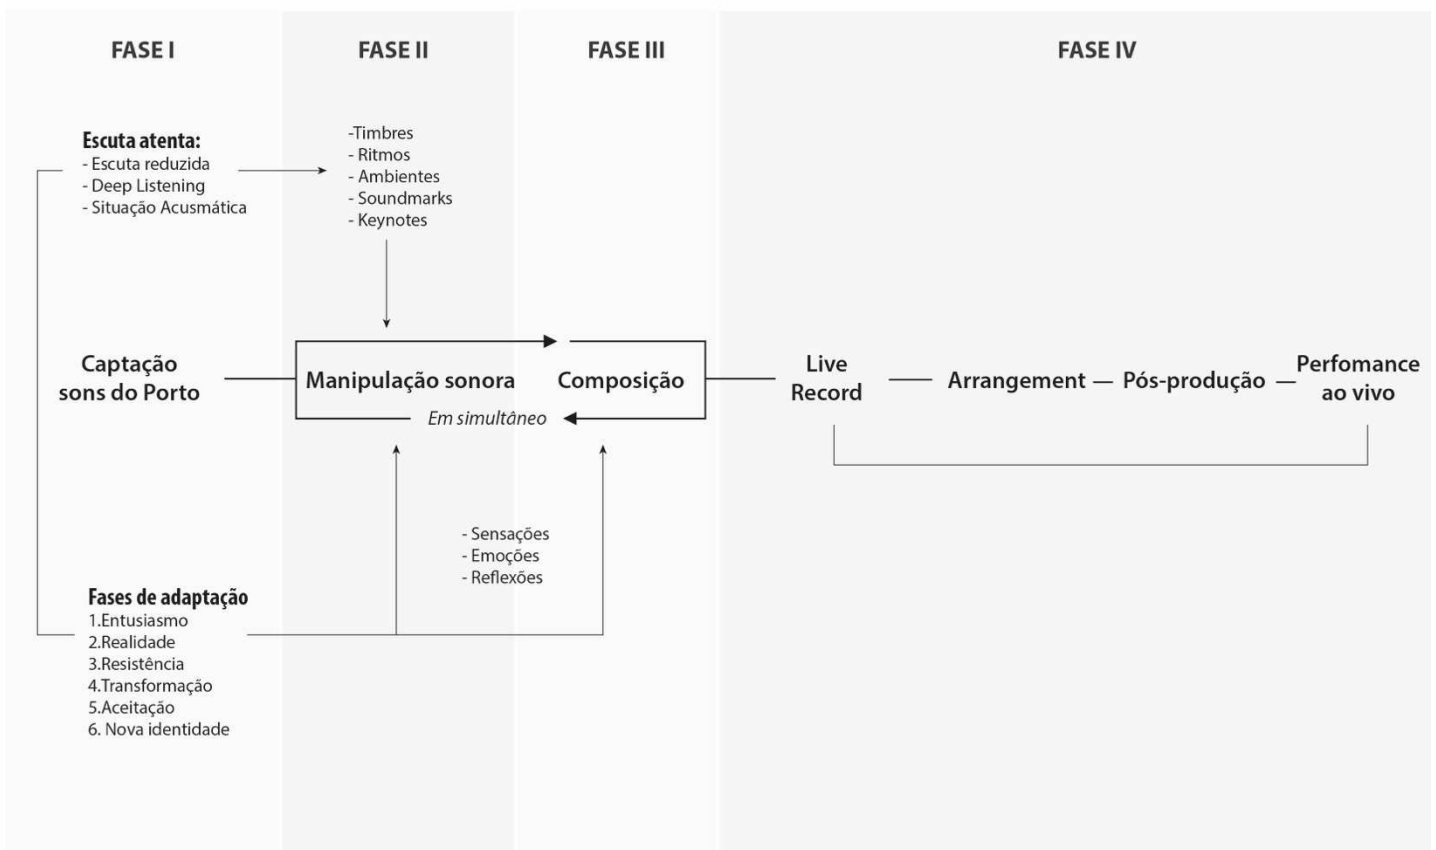 FASE I
FASE II
FASE III
FASE IV
Escuta atenta:
- Escuta reduzida
- Deep Listening
- Situação Acusmática
-Timbres
- Ritmos
- Ambientes
- Soundmarks
- Keynotes
Captação
sons do Porto
Manipulação sonora
Composição
Em simultâneo
Live
Record
Arrangement
Pós-produção
Perfomance
ao vivo
- Sensações
- Emoções
- Reflexões
Fases de adaptação
1.Entusiasmo
2.Realidade
3.Resistência
4.Transformação
5.Aceitação
6. Nova identidade